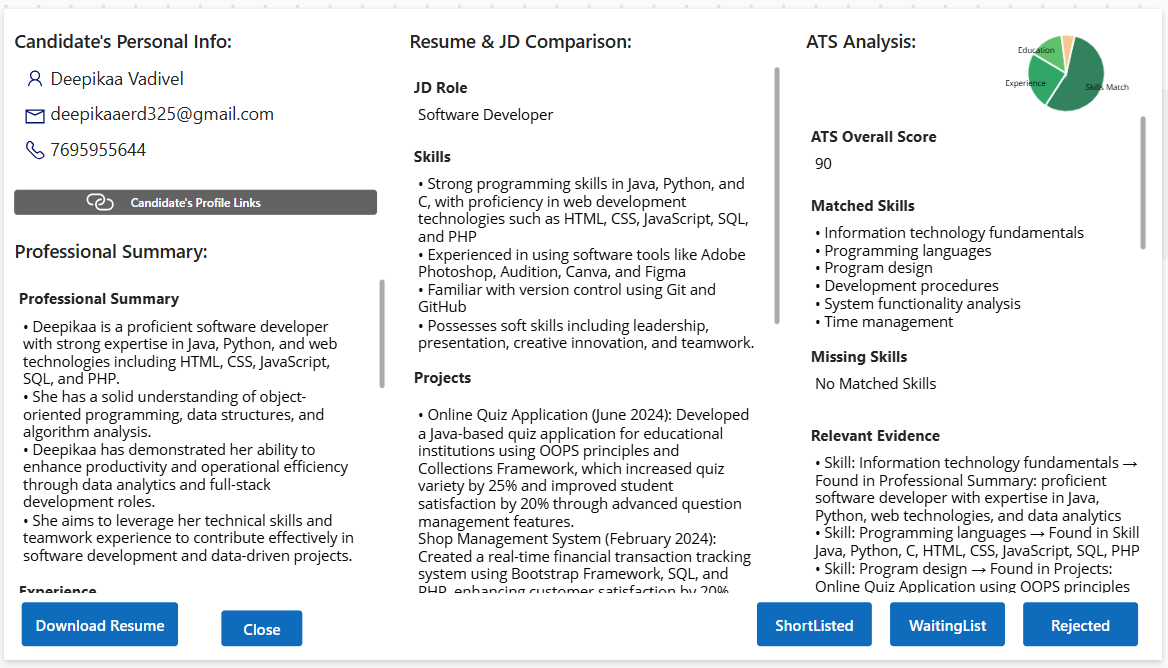 Candidate's Personal Info:
Deepikaa Vadivel
deepikaaerd325@gmail.com
7695955644
Candidate's Profile Links
Professional Summary:
Professional Summary
• Deepikaa is a proficient software developer
with strong expertise in Java, Python, and web
technologies including HTML, CSS, JavaScript,
SQL, and PHP.
• She has a solid understanding of object-
oriented programming, data structures, and
algorithm analysis.
• Deepikaa has demonstrated her ability to
enhance productivity and operational efficiency
through data analytics and full-stack
development roles.
• She aims to leverage her technical skills and
teamwork experience to contribute effectively in
software development and data-driven projects.
Experience
Resume & JD Comparison:
JD Role
Software Developer
Skills
• Strong programming skills in Java, Python, and
C, with proficiency in web development
technologies such as HTML, CSS, JavaScript, SQL,
and PHP
• Experienced in using software tools like Adobe
Photoshop, Audition, Canva, and Figma
• Familiar with version control using Git and
GitHub
• Possesses soft skills including leadership,
presentation, creative innovation, and teamwork.
Projects
• Online Quiz Application (June 2024): Developed
a Java-based quiz application for educational
institutions using OOPS principles and
Collections Framework, which increased quiz
variety by 25% and improved student
satisfaction by 20% through advanced question
management features.
Shop Management System (February 2024):
Created a real-time financial transaction tracking
system using Bootstrap Framework, SQL, and
PHP, enhancing customer satisfaction by 20%
ATS Analysis:
Education
Experience
Skills Match
ATS Overall Score
90
Matched Skills
• Information technology fundamentals
• Programming languages
• Program design
• Development procedures
• System functionality analysis
• Time management
Missing Skills
No Matched Skills
Relevant Evidence
• Skill: Information technology fundamentals →
Found in Professional Summary: proficient
software developer with expertise in Java,
Python, web technologies, and data analytics
• Skill: Programming languages → Found in Skill
Java, Python, C, HTML, CSS, JavaScript, SQL, PHP
• Skill: Program design → Found in Projects:
Online Quiz Application using OOPS principles
Download Resume
Close
ShortListed
WaitingList
Rejected